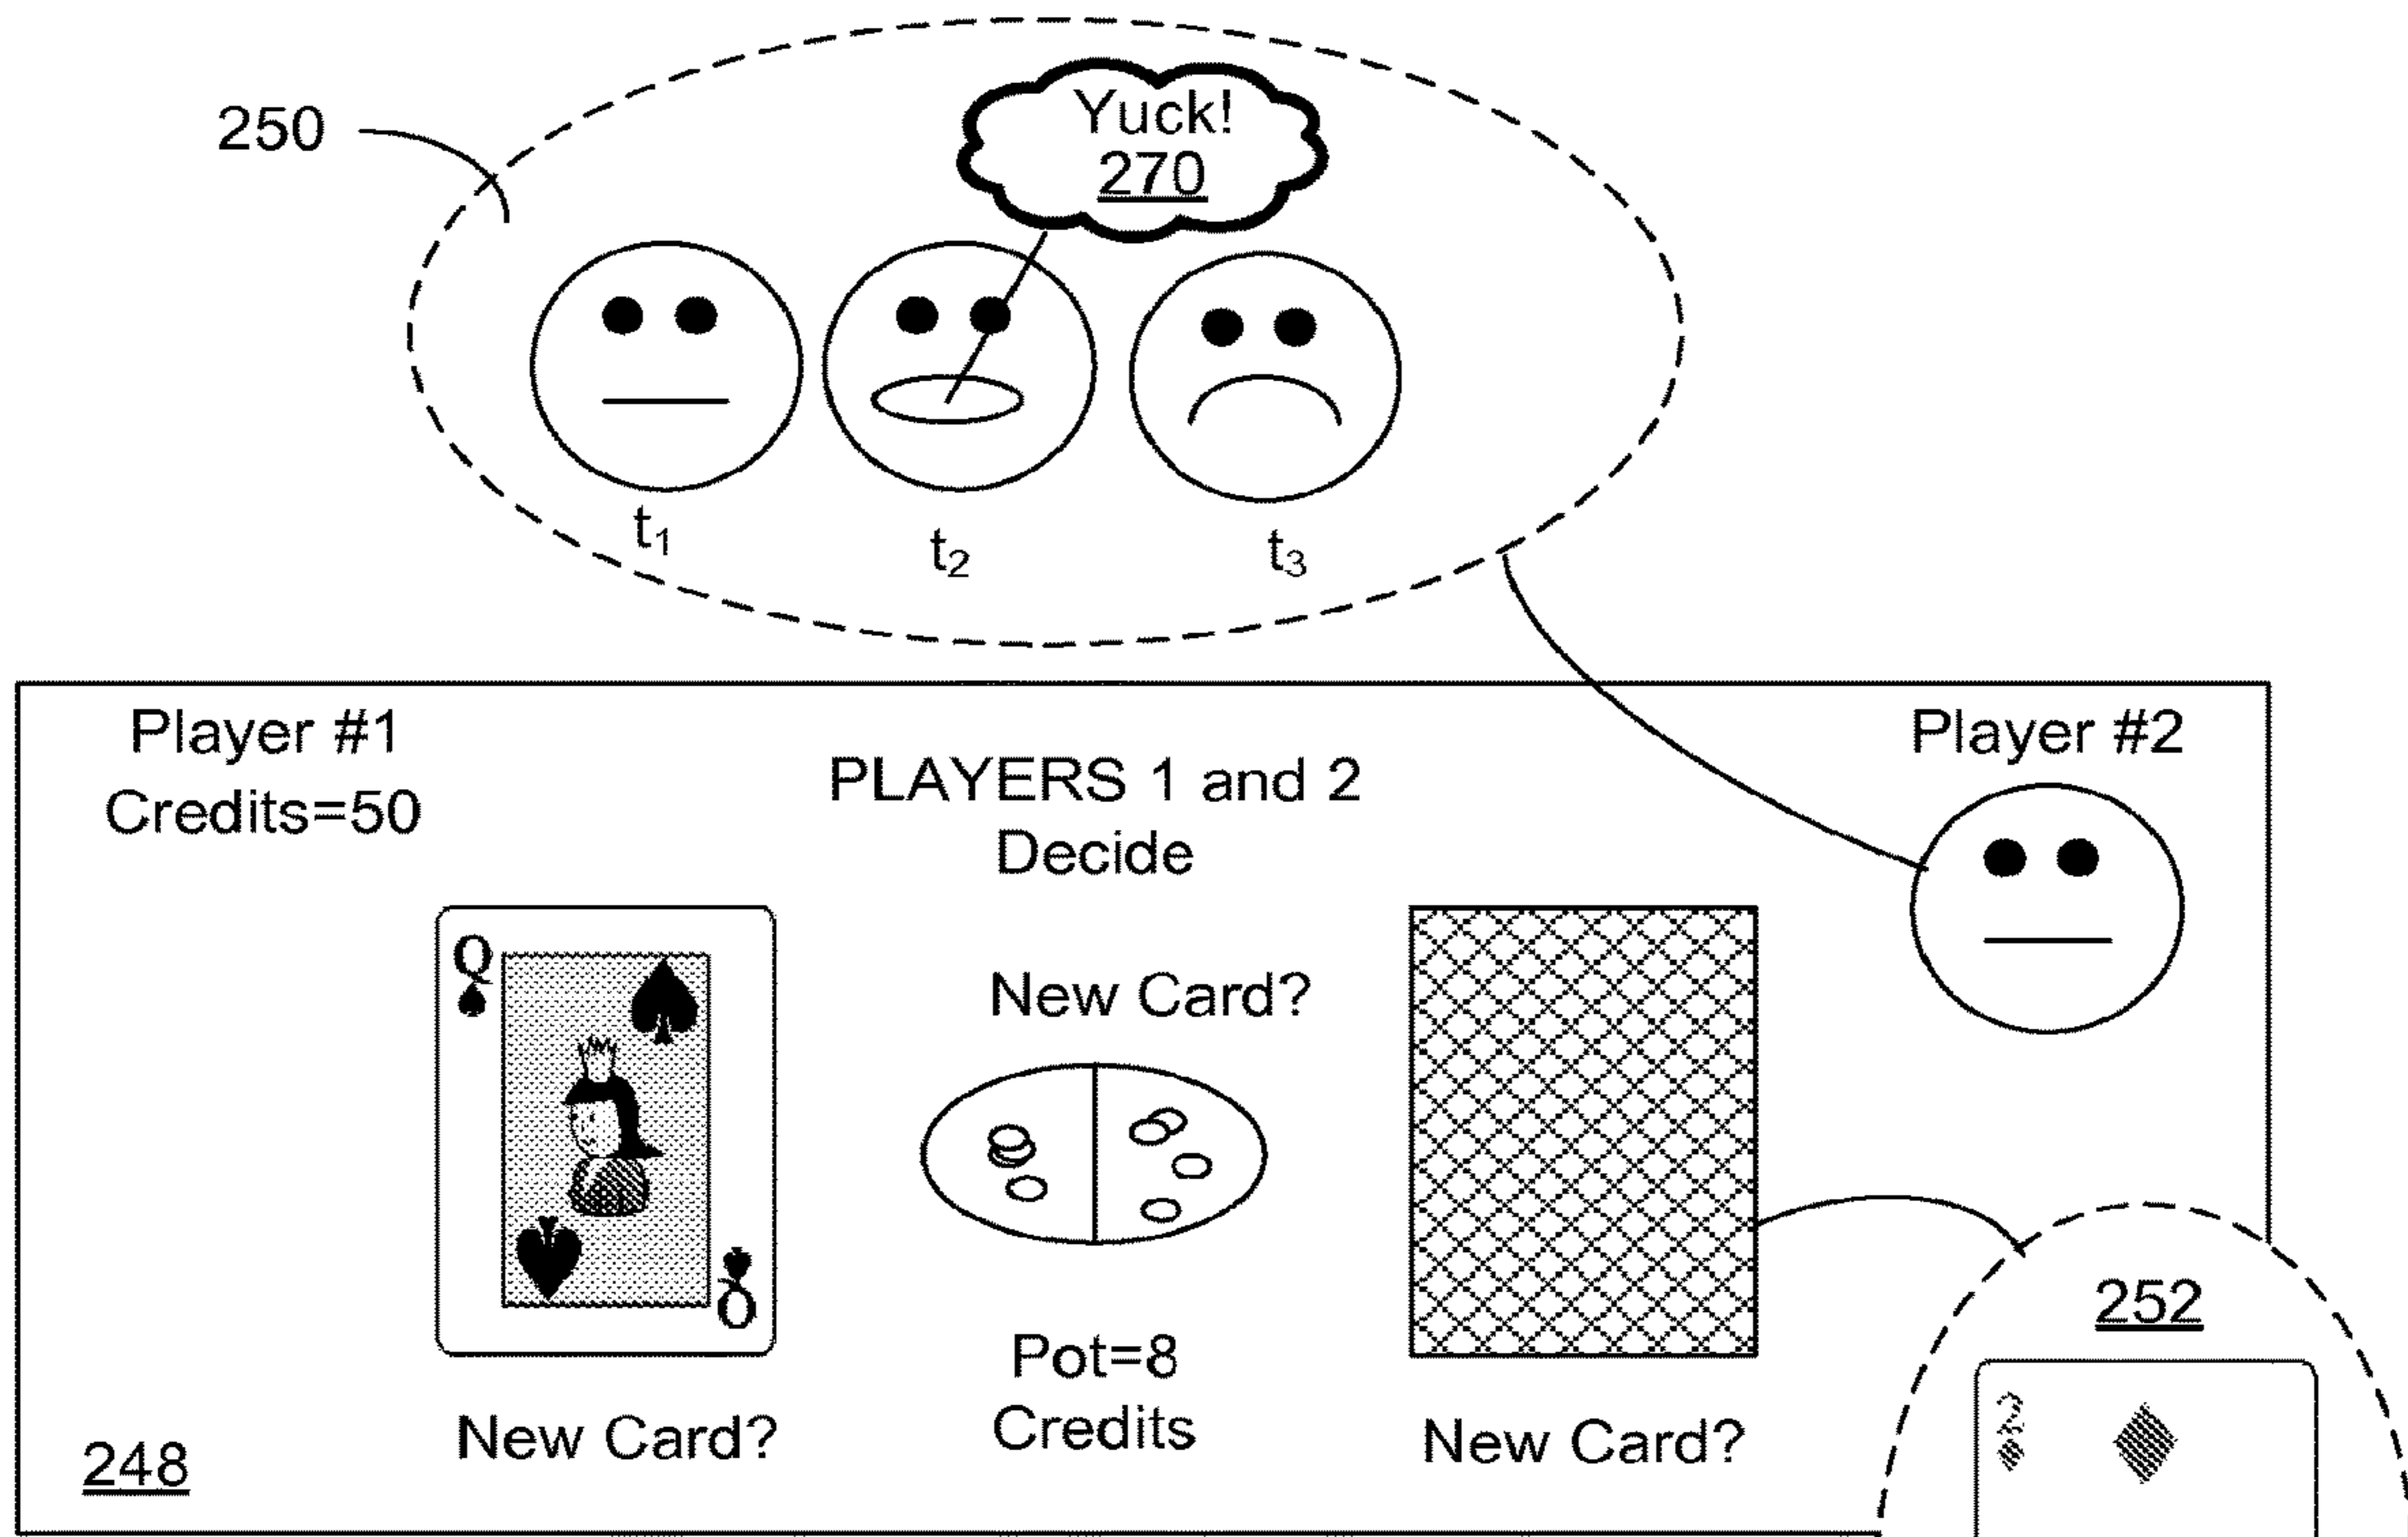 Yuck!
250
270
t1
t2
t3
Player #1
Player #2
Credits=50
PLAYERS 1 and 2
Decide
Q
New Card?
Q
252
Pot=8
Credits
2
New Card?
New Card?
248